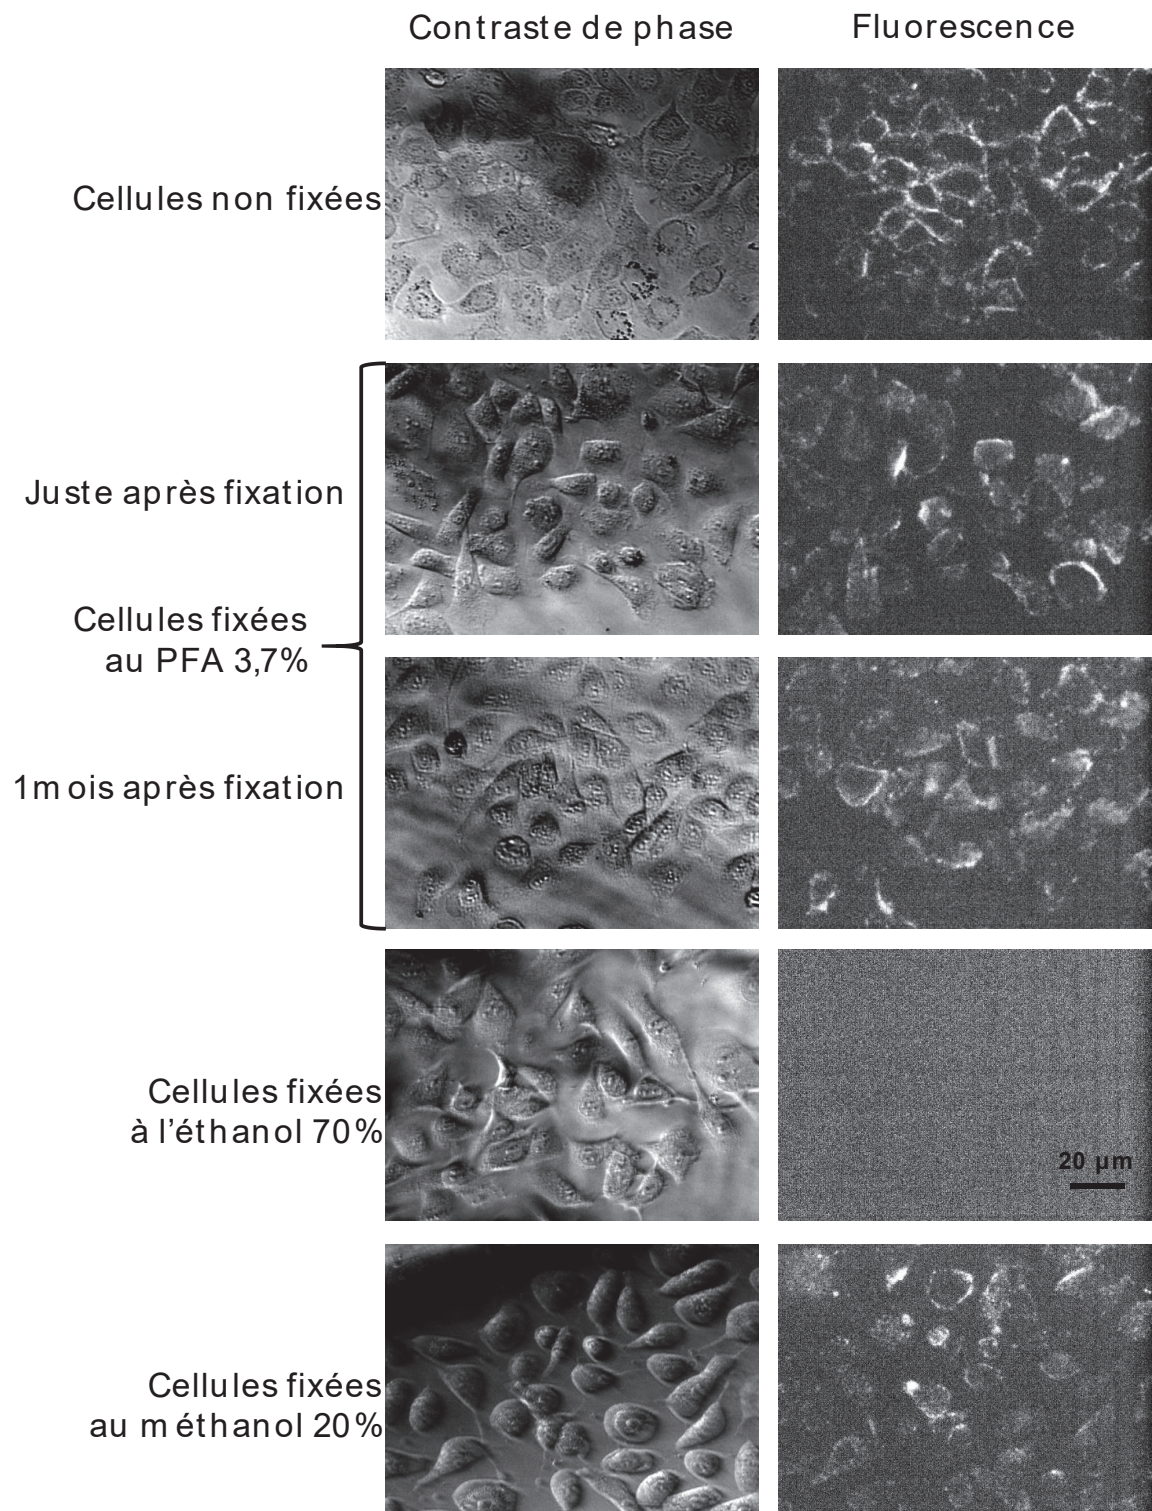 Contraste de phase
Fluorescence
Cellules non fixées
Juste après fixation
Cellules fixées
au PFA 3,7%
1mois après fixation
Cellules fixées
à l'éthanol 70%
20 µm
Cellules fixées
au méthanol 20%